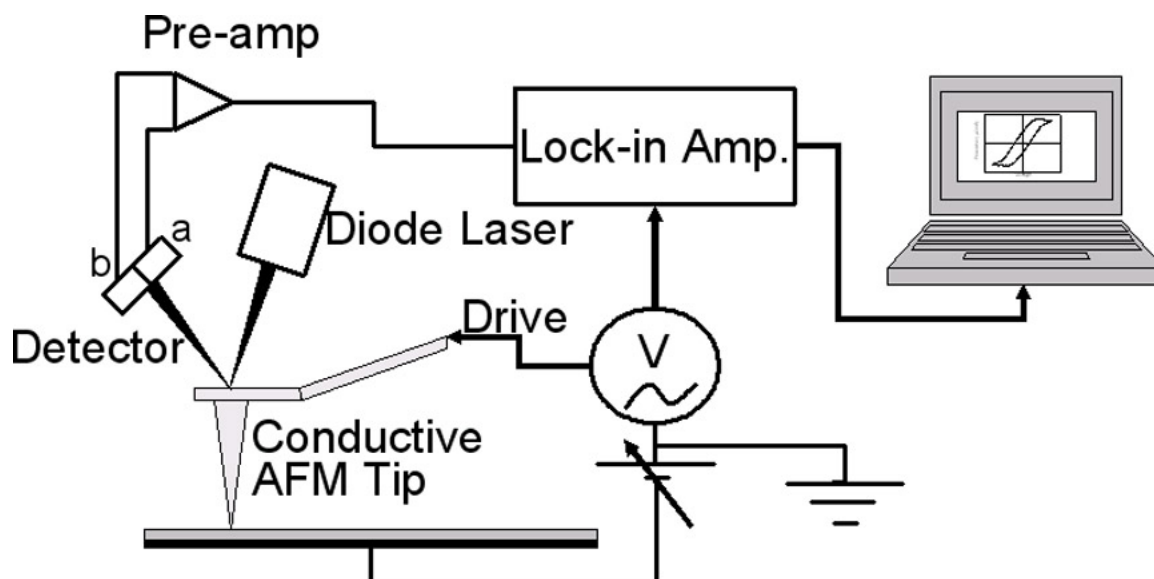 Pre-amp
Lock-in Amp.
Diode Laser
a
b
Drive
Detector
V
Conductive
AFM Tip